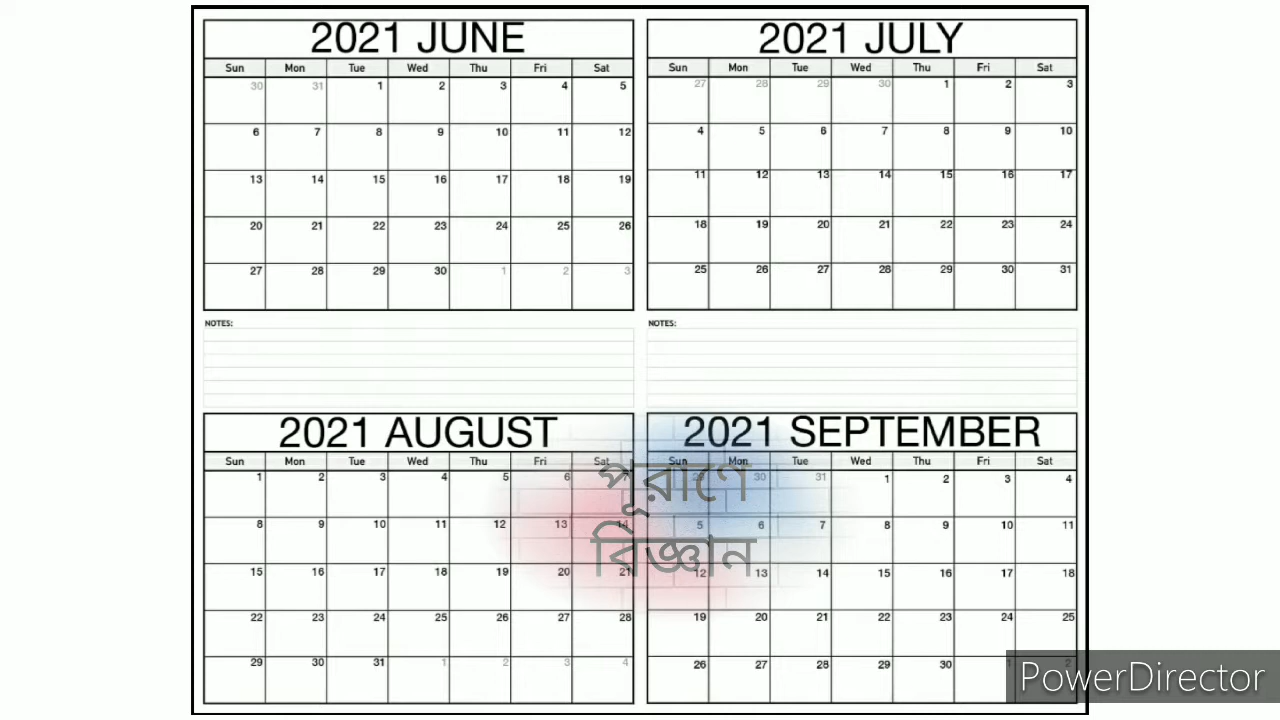 2021 JUNE
Sun Mon Tue Wed Thu Fri Sat
30 31 1 2 3 4 5
6 7 8 9 10 11 12
13 14 15 16 17 18 19
20 21 22 23 24 25 26
27 28 29 30 1 2 3
NOTES:
2021 JULY
Sun Mon Tue Wed Thu Fri Sat
27 28 29 30 1 2 3
4 5 6 7 8 9 10
11 12 13 14 15 16 17
18 19 20 21 22 23 24
25 26 27 28 29 30 31
NOTES:
2021 AUGUST
Sun Mon Tue Wed Thu Fri Sat
1 2 3 4 5 6
8 9 10 11 12 13 14
15 16 17 18 19 20 21
22 23 24 25 26 27 28
29 30 31 1 2 3 4
2021 SEPTEMBER
Sun Mon Tue Wed Thu Fri Sat
29 30 31 1 2 3 4
5 6 7 8 9 10 11
12 13 14 15 16 17 18
19 20 21 22 23 24 25
26 27 28 29 30 1 2
পুরাণে
বিজ্ঞান
PowerDirector